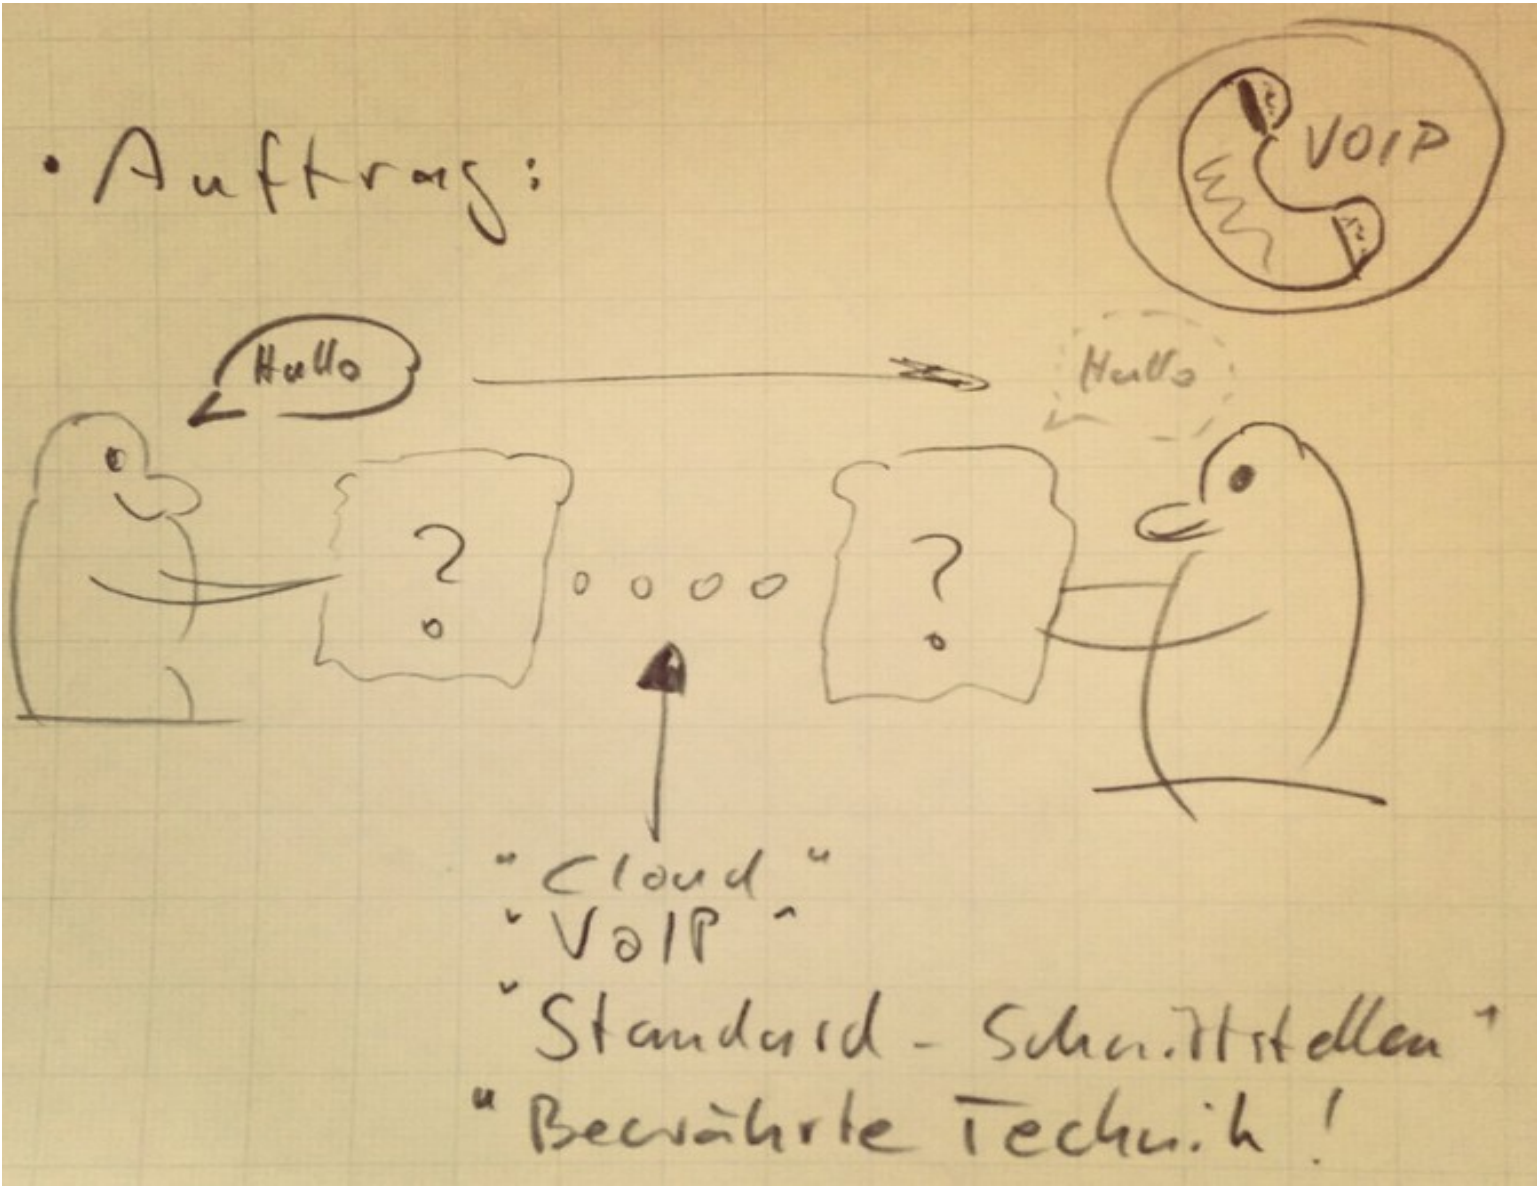 • Auftrag:
VOIP
Hallo
Hallo
?
?
"Cloud"
"VoIP"
"Standard - Schnittstellen"
"Bewährte Technik!